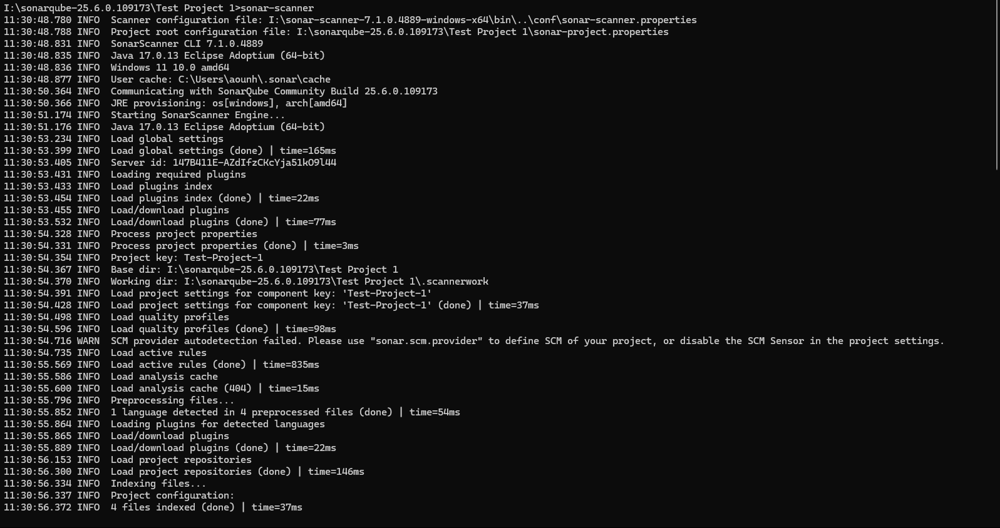 I:\sonarqube-25.6.0.109173\Test Project 1>sonar-scanner
11:30:48.780 INFO  Scanner configuration file: I:\sonar-scanner-7.1.0.4889-windows-x64\bin\..\conf\sonar-scanner.properties
11:30:48.788 INFO  Project root configuration file: I:\sonarqube-25.6.0.109173\Test Project 1\sonar-project.properties
11:30:48.831 INFO  SonarScanner CLI 7.1.0.4889
11:30:48.835 INFO  Java 17.0.13 Eclipse Adoptium (64-bit)
11:30:48.836 INFO  Windows 11 10.0 amd64
11:30:48.877 INFO  User cache: C:\Users\aounh\.sonar\cache
11:30:50.364 INFO  Communicating with SonarQube Community Build 25.6.0.109173
11:30:50.366 INFO  JRE provisioning: os[windows], arch[amd64]
11:30:51.174 INFO  Starting SonarScanner Engine...
11:30:51.176 INFO  Java 17.0.13 Eclipse Adoptium (64-bit)
11:30:53.234 INFO  Load global settings
11:30:53.399 INFO  Load global settings (done) | time=165ms
11:30:53.405 INFO  Server id: 147B411E-AZdIfzCKcYja51kO9l44
11:30:53.431 INFO  Loading required plugins
11:30:53.433 INFO  Load plugins index
11:30:53.454 INFO  Load plugins index (done) | time=22ms
11:30:53.455 INFO  Load/download plugins
11:30:53.532 INFO  Load/download plugins (done) | time=77ms
11:30:54.328 INFO  Process project properties
11:30:54.331 INFO  Process project properties (done) | time=3ms
11:30:54.354 INFO  Project key: Test-Project-1
11:30:54.367 INFO  Base dir: I:\sonarqube-25.6.0.109173\Test Project 1
11:30:54.370 INFO  Working dir: I:\sonarqube-25.6.0.109173\Test Project 1\.scannerwork
11:30:54.391 INFO  Load project settings for component key: 'Test-Project-1'
11:30:54.428 INFO  Load project settings for component key: 'Test-Project-1' (done) | time=37ms
11:30:54.498 INFO  Load quality profiles
11:30:54.596 INFO  Load quality profiles (done) | time=98ms
11:30:54.716 WARN  SCM provider autodetection failed. Please use "sonar.scm.provider" to define SCM of your project, or disable the SCM Sensor in the project settings.
11:30:54.735 INFO  Load active rules
11:30:55.569 INFO  Load active rules (done) | time=835ms
11:30:55.586 INFO  Load analysis cache
11:30:55.600 INFO  Load analysis cache (404) | time=15ms
11:30:55.796 INFO  Preprocessing files...
11:30:55.852 INFO  1 language detected in 4 preprocessed files (done) | time=54ms
11:30:55.864 INFO  Loading plugins for detected languages
11:30:55.865 INFO  Load/download plugins
11:30:55.889 INFO  Load/download plugins (done) | time=22ms
11:30:56.153 INFO  Load project repositories
11:30:56.300 INFO  Load project repositories (done) | time=146ms
11:30:56.334 INFO  Indexing files...
11:30:56.337 INFO  Project configuration:
11:30:56.372 INFO  4 files indexed (done) | time=37ms